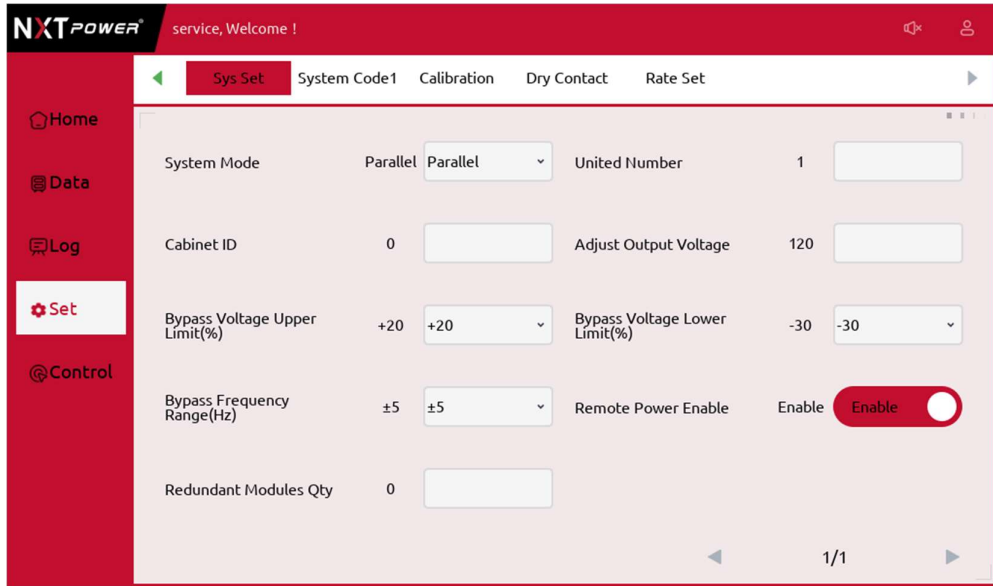 NXT POWER®
service, Welcome !
Sys Set System Code1 Calibration Dry Contact Rate Set
Home
Data
Log
Set
Control
System Mode Parallel Parallel United Number 1
Cabinet ID 0 Adjust Output Voltage 120
Bypass Voltage Upper
Limit(%) +20 +20
Bypass Voltage Lower
Limit(%) -30 -30
Bypass Frequency
Range(Hz) ±5 ±5
Remote Power Enable Enable Enable
Redundant Modules Qty 0
1/1